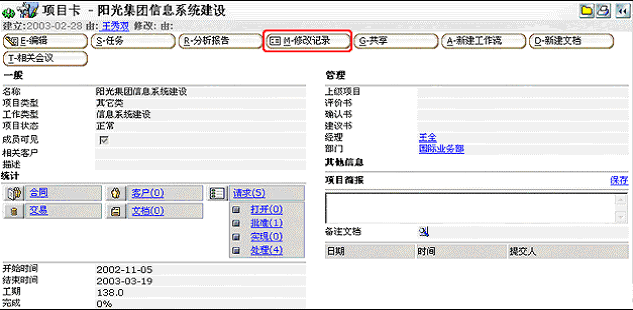 项目卡 - 阳光集团信息系统建设
建立:2003-02-28 由: 王秀双 修改: 由:
E-编辑 S-任务 R-分析报告 M-修改记录 G-共享 A-新建工作流 D-新建文档
T-相关会议
一般
名称 阳光集团信息系统建设
项目类型 其它类
工作类型 信息系统建设
项目状态 正常
成员可见
相关客户
描述
统计
合同 客户(0) 请求(5)
交易 文档(0) 打开(0)
批准(1)
实现(0)
处理(4)
开始时间 2002-11-05
结束时间 2003-03-19
工期 138.0
完成 0%
管理
上级项目
评价书
确认书
建议书
经理 王全
部门 国际业务部
其他信息
项目简报 保存
备注文档
日期 时间 提交人